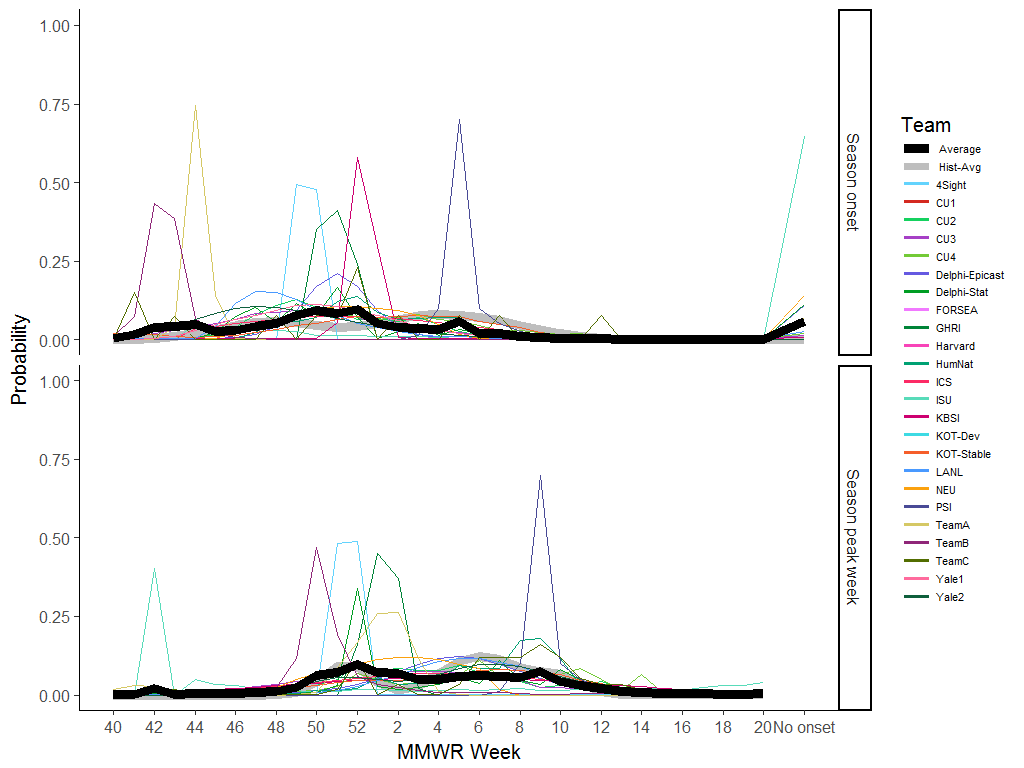 1.00
0.75
0.50
0.25
0.00
Season onset
1.00
0.75
0.50
0.25
0.00
Season peak week
Probability
40 42 44 46 48 50 52 2 4 6 8 10 12 14 16 18 20 No onset
MMWR Week
Team
Average
Hist-Avg
4Sight
CU1
CU2
CU3
CU4
Delphi-Epicast
Delphi-Stat
FORSEA
GHRI
Harvard
HumNat
ICS
ISU
KBSI
KOT-Dev
KOT-Stable
LANL
NEU
PSI
TeamA
TeamB
TeamC
Yale1
Yale2